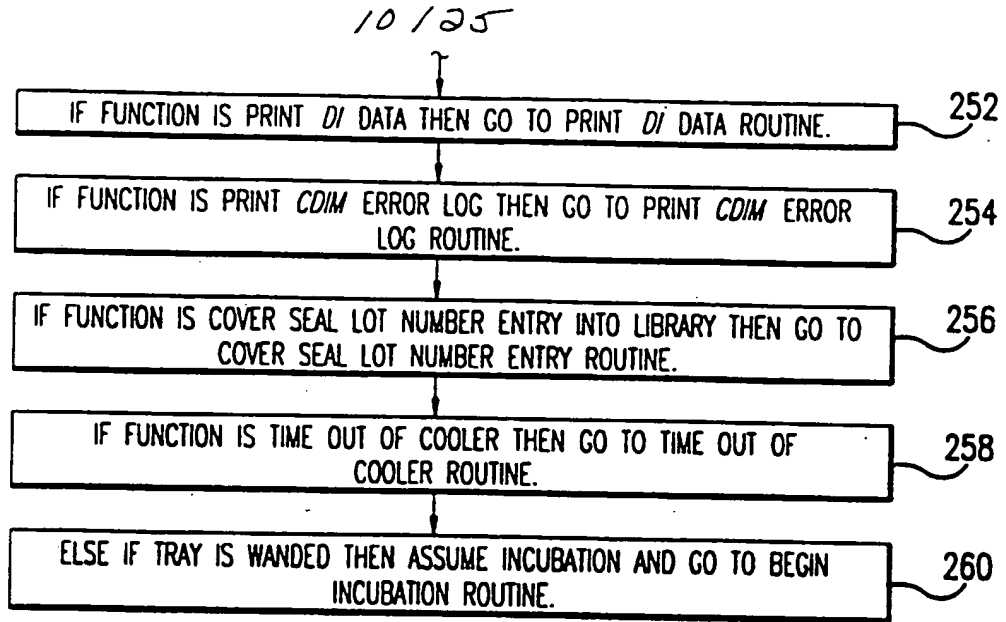 10/25
IF FUNCTION IS PRINT DI DATA THEN GO TO PRINT DI DATA ROUTINE.
252
IF FUNCTION IS PRINT CDIM ERROR LOG THEN GO TO PRINT CDIM ERROR
LOG ROUTINE.
254
IF FUNCTION IS COVER SEAL LOT NUMBER ENTRY INTO LIBRARY THEN GO TO
COVER SEAL LOT NUMBER ENTRY ROUTINE.
256
IF FUNCTION IS TIME OUT OF COOLER THEN GO TO TIME OUT OF
COOLER ROUTINE.
258
ELSE IF TRAY IS WANDED THEN ASSUME INCUBATION AND GO TO BEGIN
INCUBATION ROUTINE.
260